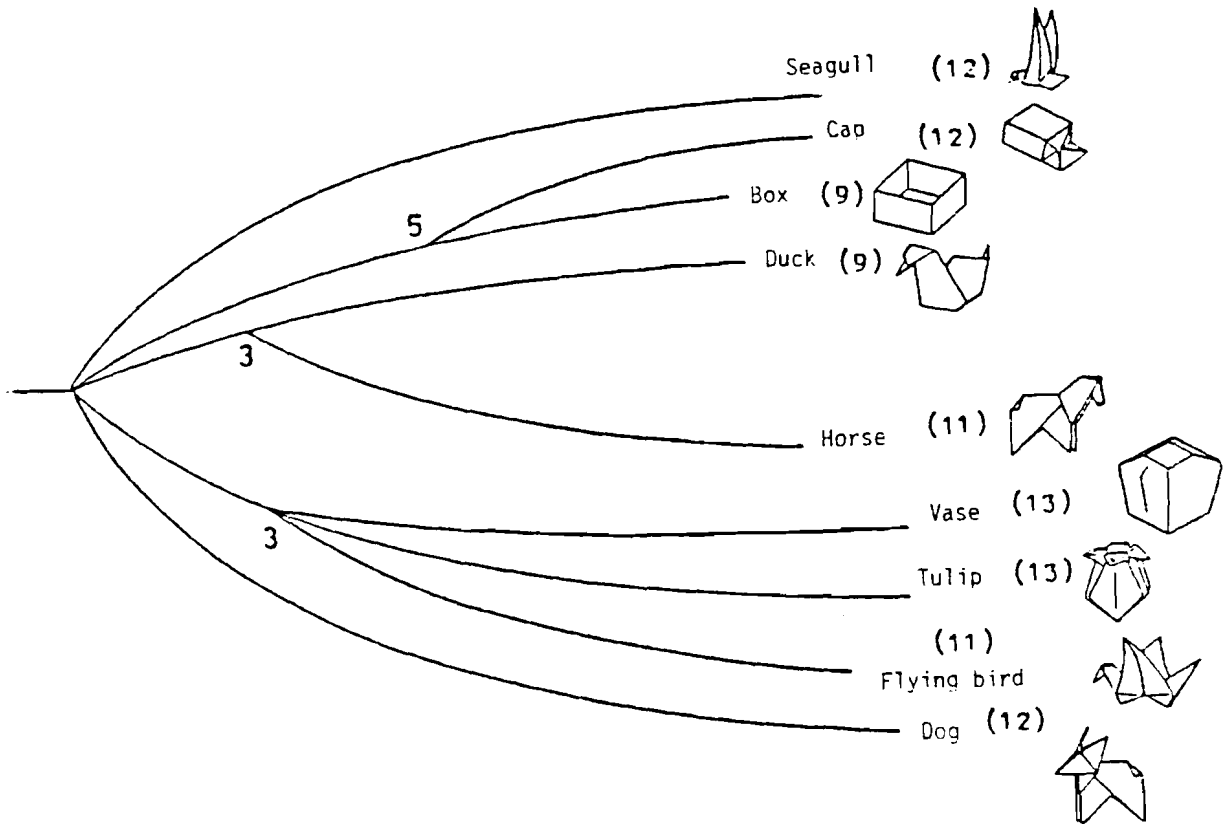 Seagull (12)
Cap (12)
Box (9)
5
Duck (9)
3
Horse (11)
Vase (13)
3
Tulip (13)
(11)
Flying bird
Dog (12)